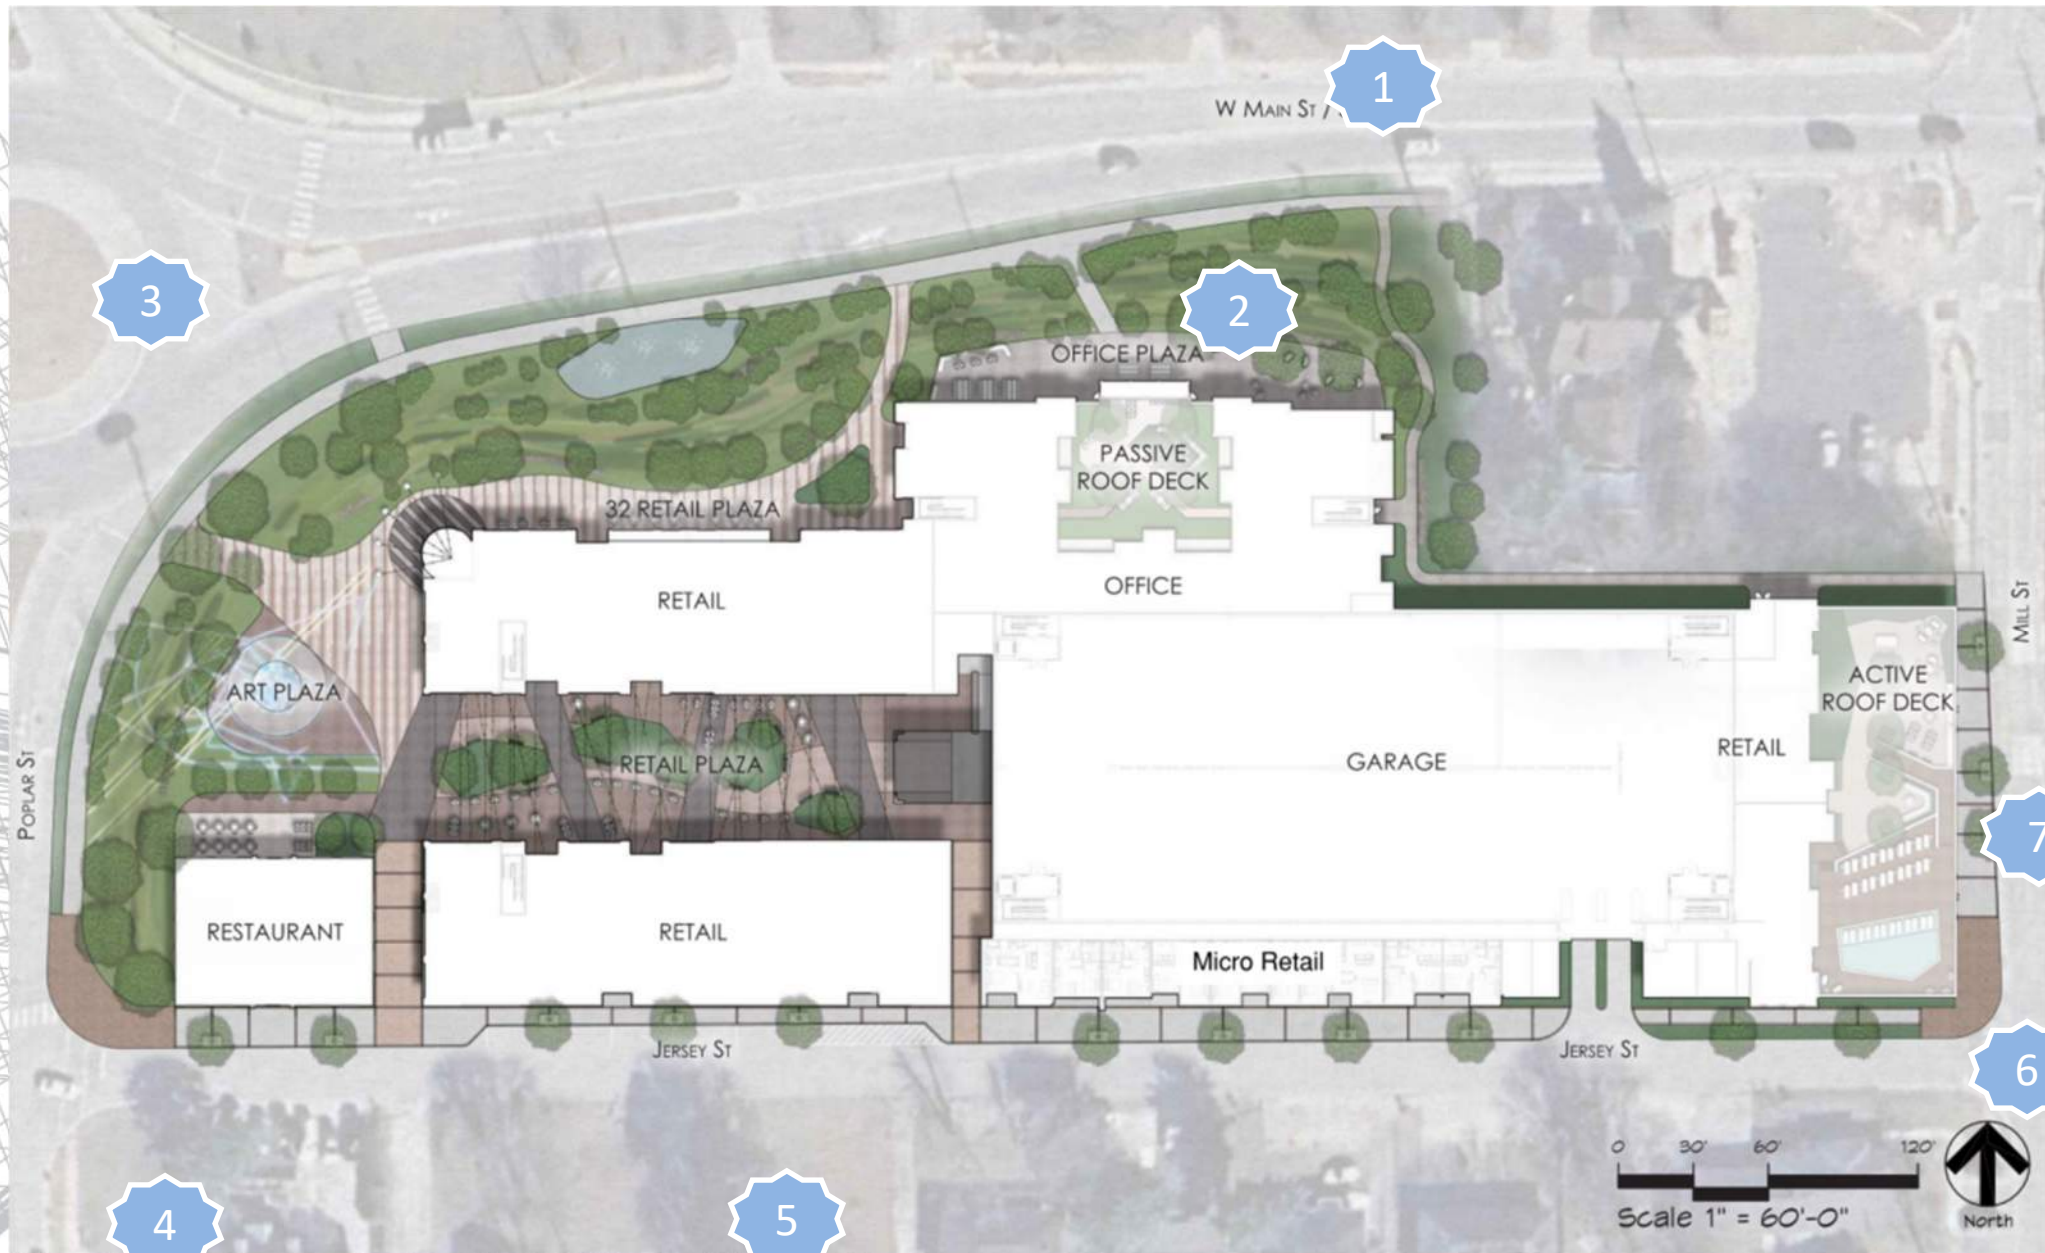 1
W Main St /
2
3
OFFICE PLAZA
PASSIVE
ROOF DECK
32 RETAIL PLAZA
OFFICE
RETAIL
MILL ST
ACTIVE
ROOF DECK
ART PLAZA
RETAIL PLAZA
GARAGE
RETAIL
POPLAR ST
7
RESTAURANT
RETAIL
Micro Retail
JERSEY ST
JERSEY ST
6
0 30' 60' 120'
Scale 1" = 60'-0"
North
4
5